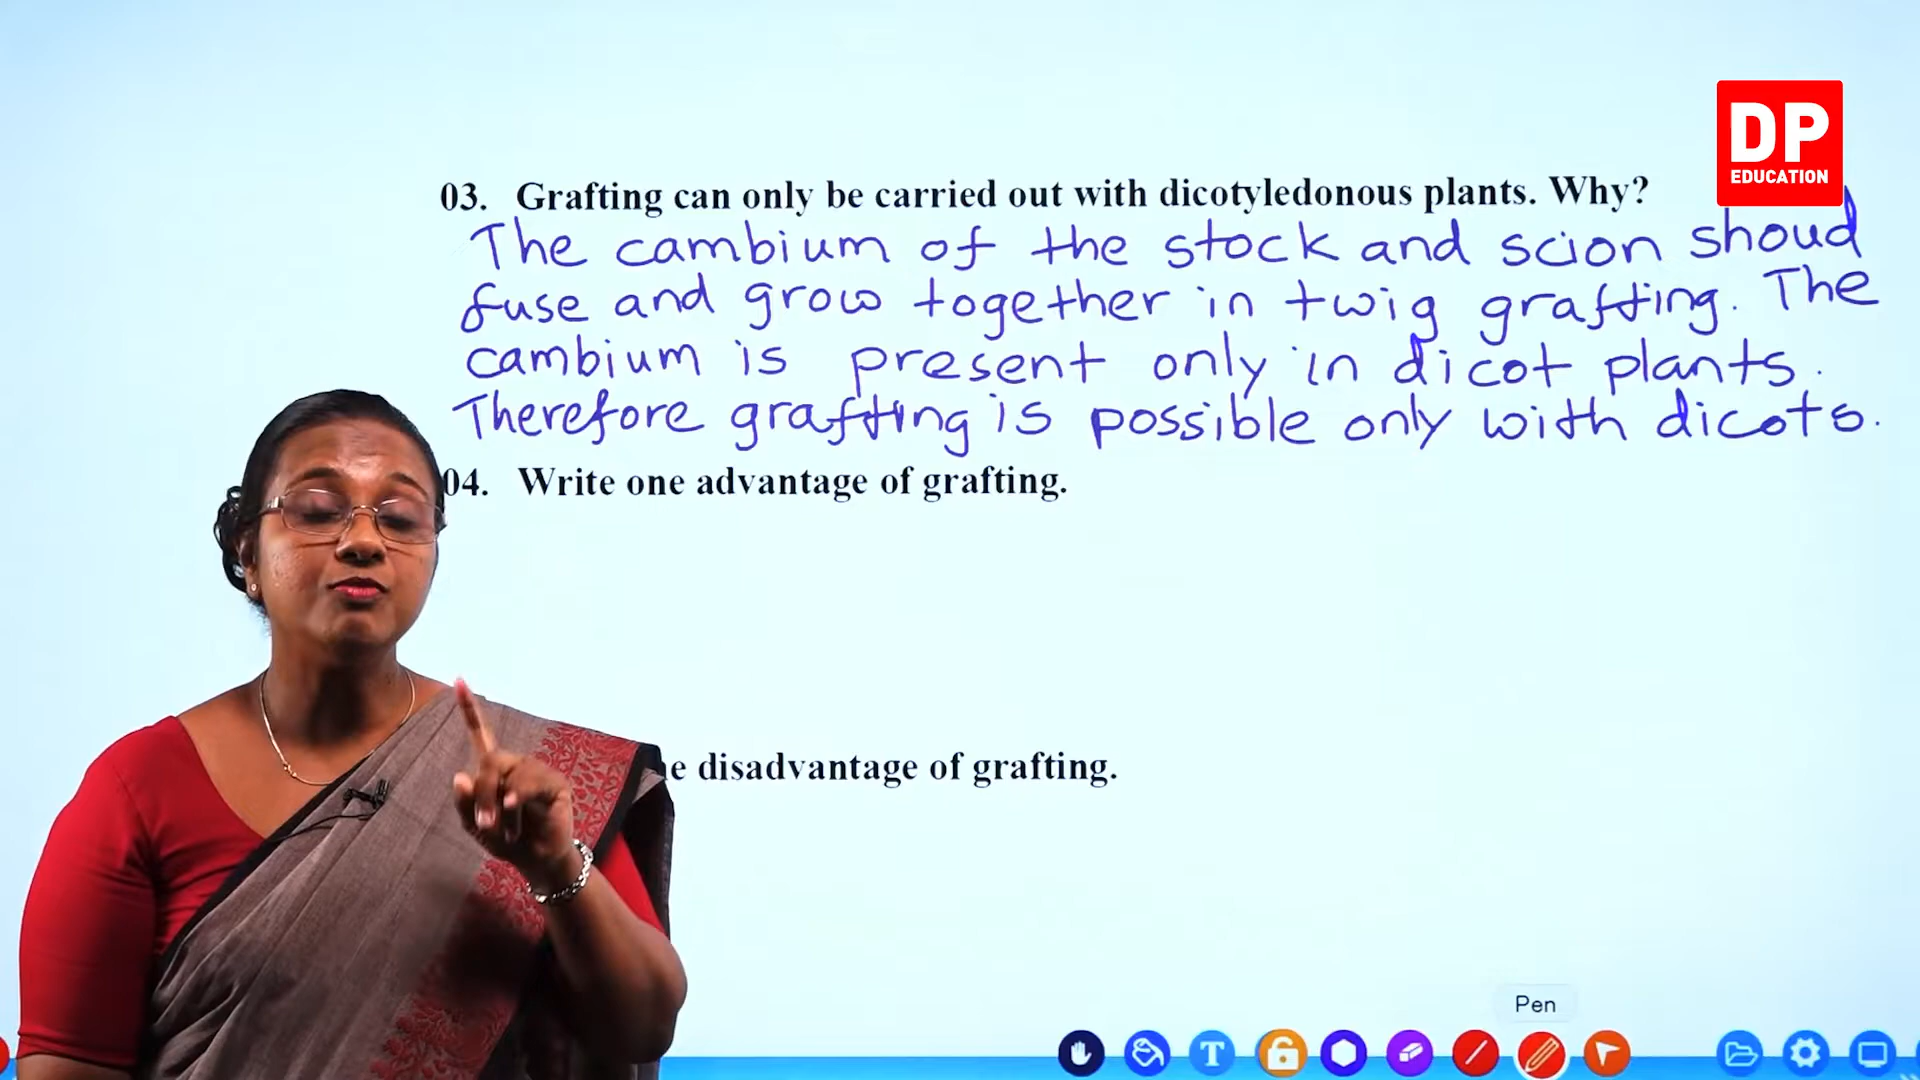 DP
EDUCATION
03. Grafting can only be carried out with dicotyledonous plants. Why?
The cambium of the stock and scion shoud
fuse and grow together in twig grafting. The
cambium is present only in dicot plants.
Therefore grafting is possible only with dicots.
04. Write one advantage of grafting.
disadvantage of grafting.
Pen
T